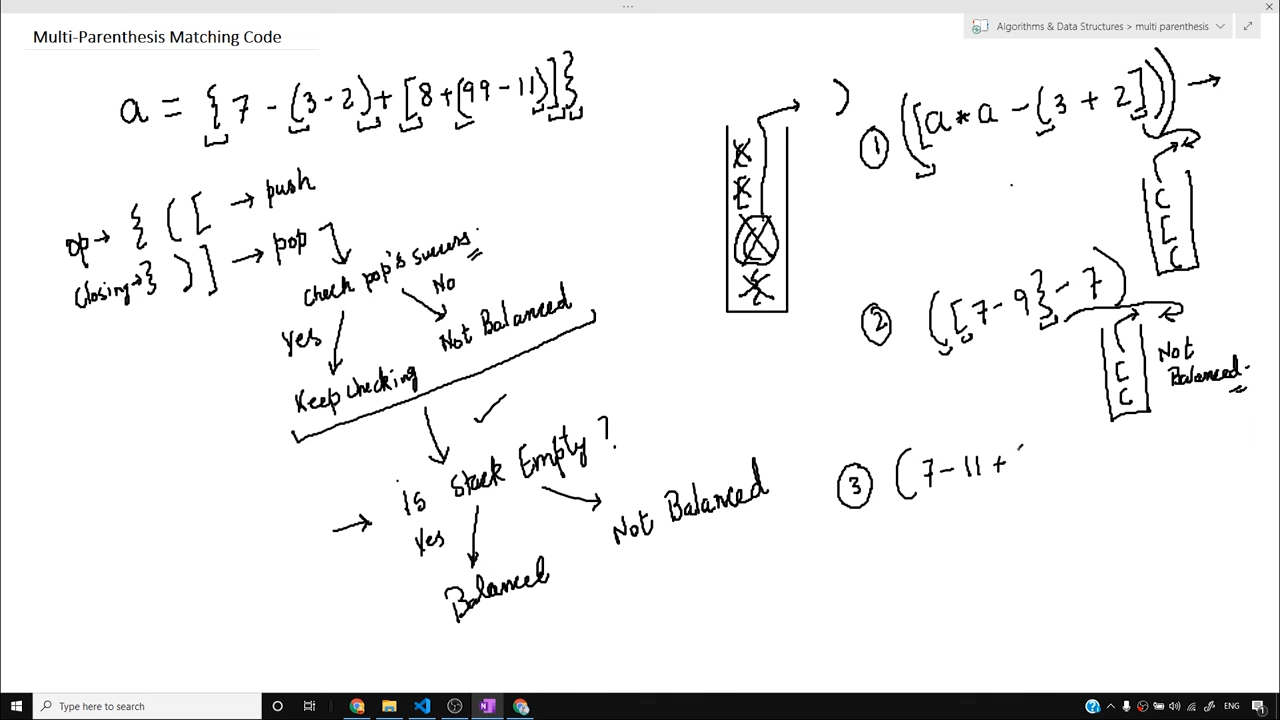 Algorithms & Data Structures > multi parenthesis
Multi-Parenthesis Matching Code
a = {7 - (3 - 2) + [8 + (99 - 11)]}
op → { ( [ → push
closing → } ) ] → pop
check pop's success.
Yes
No
Not Balanced
Keep checking
is Stack Empty?
Yes
Balanced
Not Balanced
)
① ([a * a - (3 + 2]))
(
[
(
② ([7 - 9} - 7)
[
(
Not
Balanced.
③ (7 - 11 +
Type here to search
ENG